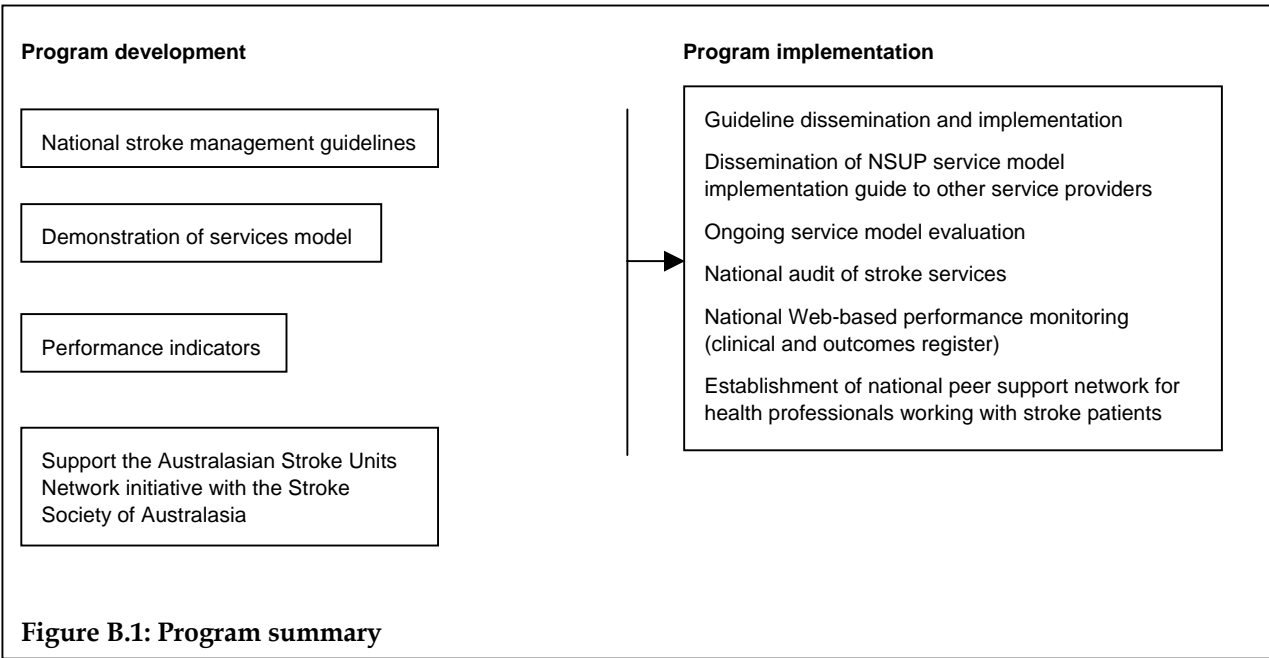 Program development
National stroke management guidelines
Demonstration of services model
Performance indicators
Support the Australasian Stroke Units
Network initiative with the Stroke
Society of Australasia
Program implementation
Guideline dissemination and implementation
Dissemination of NSUP service model
implementation guide to other service providers
Ongoing service model evaluation
National audit of stroke services
National Web-based performance monitoring
(clinical and outcomes register)
Establishment of national peer support network for
health professionals working with stroke patients
Figure B.1: Program summary